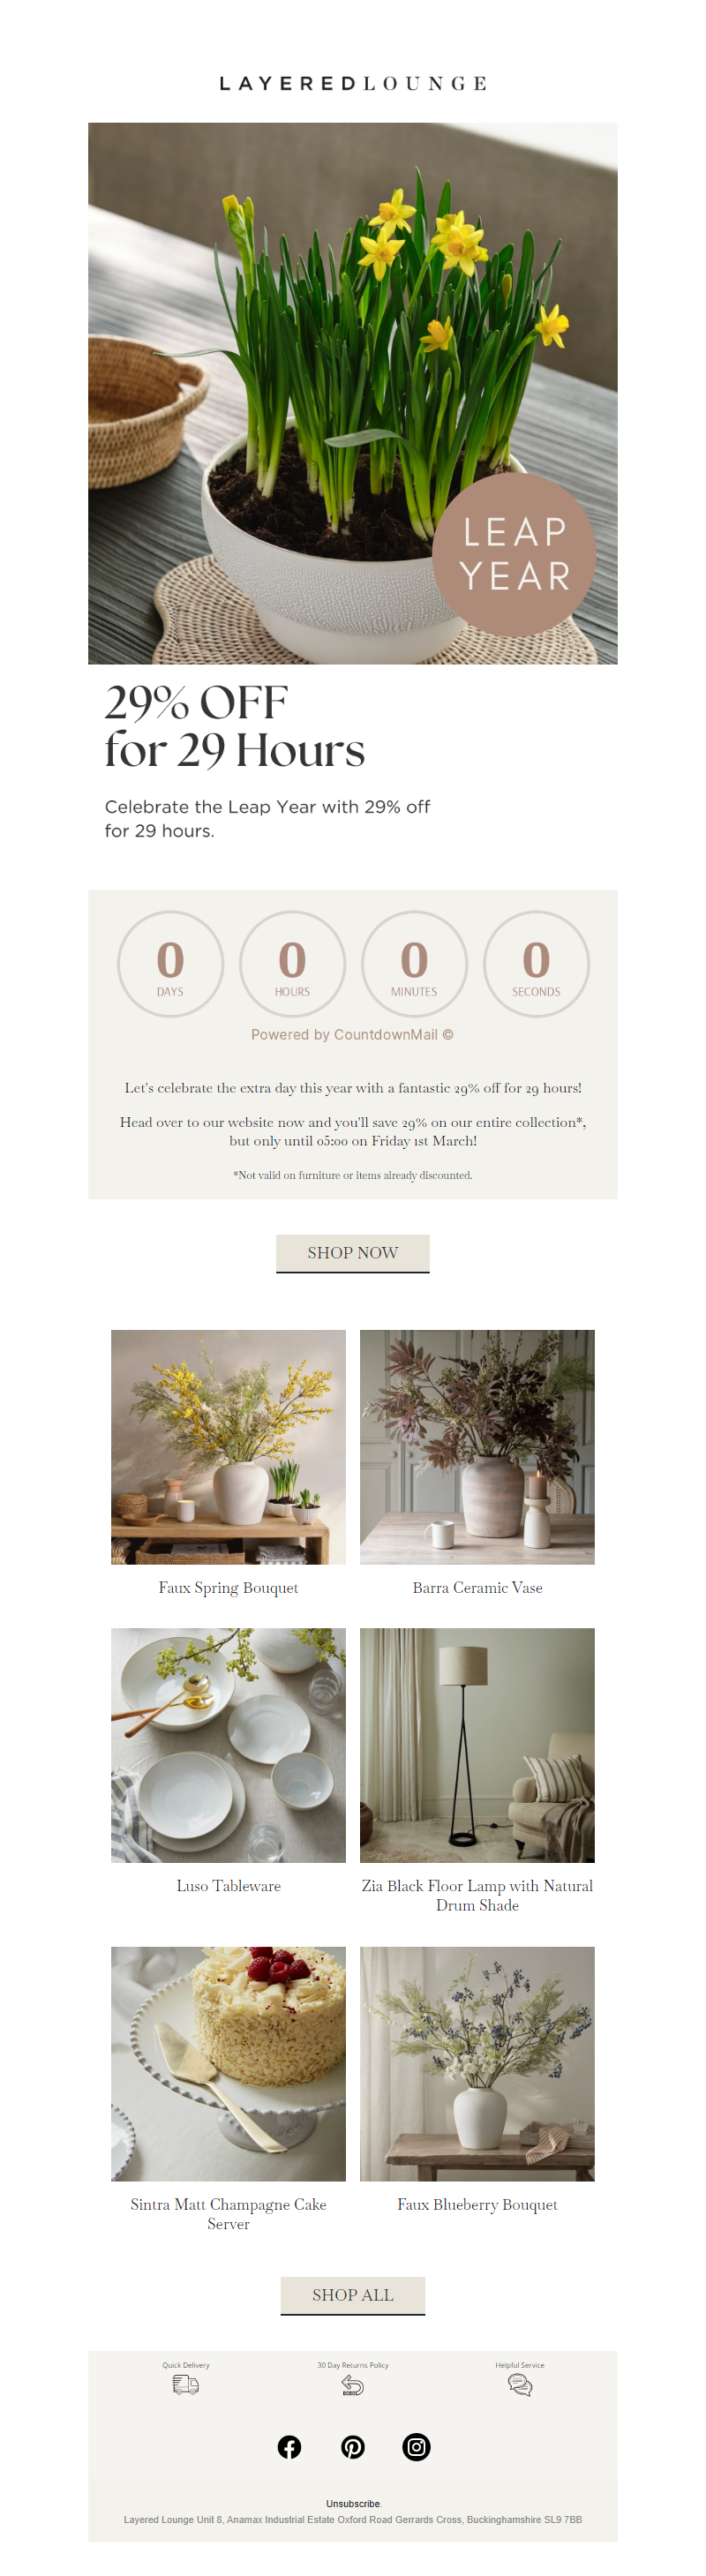 LAYEREDLOUNGE
LEAP
YEAR
29% OFF
for 29 Hours
Celebrate the Leap Year with 29% off
for 29 hours.
0 0 0 0
DAYS HOURS MINUTES SECONDS
Powered by CountdownMail ©
Let's celebrate the extra day this year with a fantastic 29% off for 29 hours!
Head over to our website now and you'll save 29% on our entire collection*,
but only until 05:00 on Friday 1st March!
*Not valid on furniture or items already discounted.
SHOP NOW
Faux Spring Bouquet
Barra Ceramic Vase
Luso Tableware
Zia Black Floor Lamp with Natural
Drum Shade
Sintra Matt Champagne Cake
Server
Faux Blueberry Bouquet
SHOP ALL
Quick Delivery
30 Day Returns Policy
Helpful Service
Unsubscribe.
Layered Lounge Unit 8, Anamax Industrial Estate Oxford Road Gerrards Cross, Buckinghamshire SL9 7BB